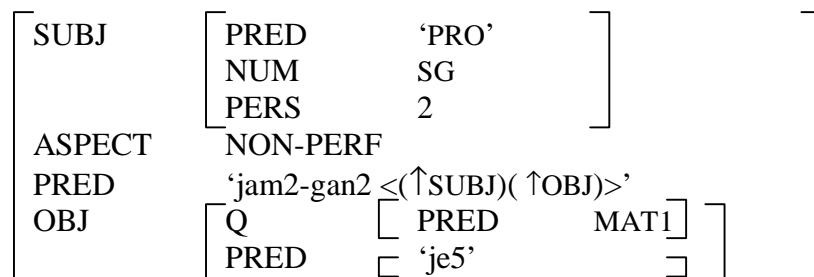 SUBJ PRED ‘PRO’
NUM SG
PERS 2
ASPECT NON-PERF
PRED ‘jam2-gan2 <(↑SUBJ)( ↑OBJ)>’
OBJ Q PRED MAT1
PRED ‘je5’